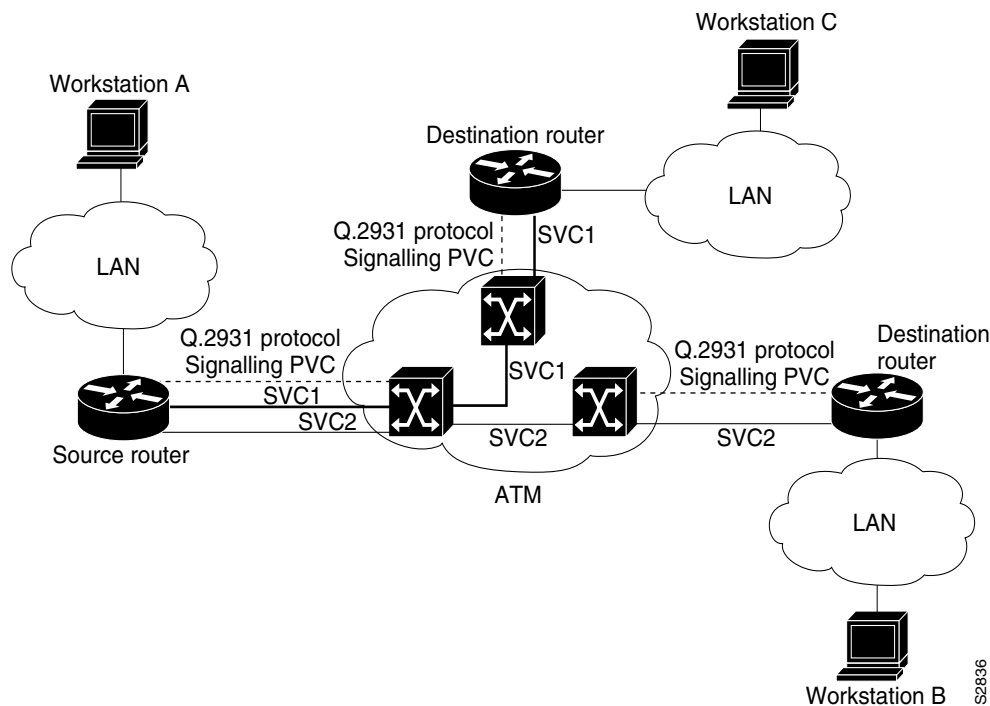 Workstation C
Workstation A
Destination router
LAN
Q.2931 protocol
Signalling PVC
SVC1
LAN
Q.2931 protocol
Signalling PVC
SVC1
Q.2931 protocol
Signalling PVC
Destination
router
SVC1
SVC2
SVC2
SVC2
Source router
ATM
LAN
Workstation B
S2836